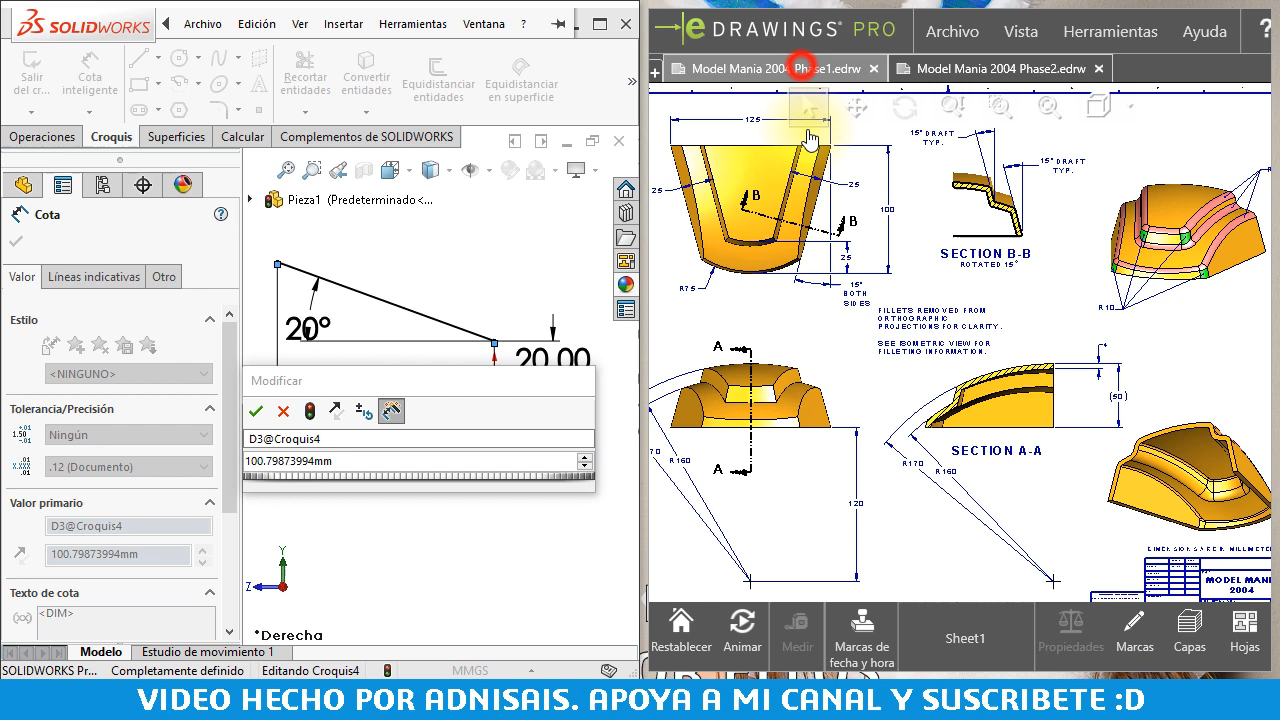 SOLIDWORKS
Archivo Edición Ver Insertar Herramientas Ventana ?
Salir del ...
Cota inteligente
Recortar entidades
Convertir entidades
Equidistanciar entidades
Equidistanciar en superficie
Operaciones Croquis Superficies Calcular Complementos de SOLIDWORKS
Pieza1 (Predeterminado<...
Cota
Valor Líneas indicativas Otro
Estilo
<NINGUNO>
Tolerancia/Precisión
Ningún
.12 (Documento)
Valor primario
D3@Croquis4
100.79873994mm
Texto de cota
<DIM>
20°
20.00
Modificar
D3@Croquis4
100.79873994mm
Y
Z
*Derecha
Modelo Estudio de movimiento 1
SOLIDWORKS Pr... Completamente definido Editando Croquis4 MMGS
eDRAWINGS® PRO
Archivo Vista Herramientas Ayuda ?
Model Mania 2004 Phase1.edrw
Model Mania 2004 Phase2.edrw
125
25
25
B
B
100
25
R75
15°
BOTH
SIDES
15° DRAFT
TYP.
15° DRAFT
TYP.
SECTION B-B
ROTATED 15°
R10
FILLETS REMOVED FROM
ORTHOGRAPHIC
PROJECTIONS FOR CLARITY.
SEE ISOMETRIC VIEW FOR
FILLETING INFORMATION.
A
A
70
R160
120
(50)
SECTION A-A
R170
R160
MODEL MANI
2004
Restablecer
Animar
Medir
Marcas de fecha y hora
Sheet1
Propiedades
Marcas
Capas
Hojas
VIDEO HECHO POR ADNISAIS. APOYA A MI CANAL Y SUSCRIBETE :D